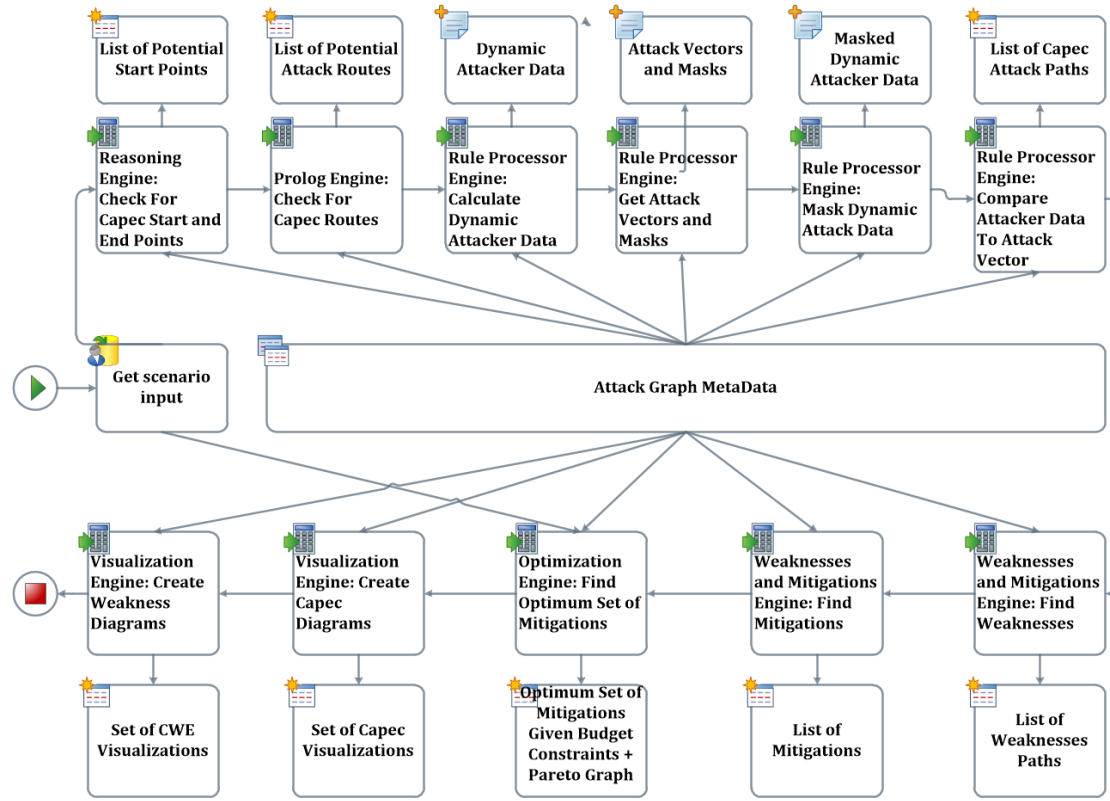 List of Potential
Start Points
List of Potential
Attack Routes
Dynamic
Attacker Data
Attack Vectors
and Masks
Masked
Dynamic
Attacker Data
List of Capec
Attack Paths
Reasoning
Engine:
Check For
Capec Start and
End Points
Prolog Engine:
Check For
Capec Routes
Rule Processor
Engine:
Calculate
Dynamic
Attacker Data
Rule Processor
Engine:
Get Attack
Vectors and
Masks
Rule Processor
Engine:
Mask Dynamic
Attack Data
Rule Processor
Engine:
Compare
Attacker Data
To Attack
Vector
Get scenario
input
Attack Graph MetaData
Visualization
Engine: Create
Weakness
Diagrams
Visualization
Engine: Create
Capec
Diagrams
Optimization
Engine: Find
Optimum Set of
Mitigations
Weaknesses
and Mitigations
Engine: Find
Mitigations
Weaknesses
and Mitigations
Engine: Find
Weaknesses
Set of CWE
Visualizations
Set of Capec
Visualizations
Optimum Set of
Mitigations
Given Budget
Constraints +
Pareto Graph
List of
Mitigations
List of
Weaknesses
Paths